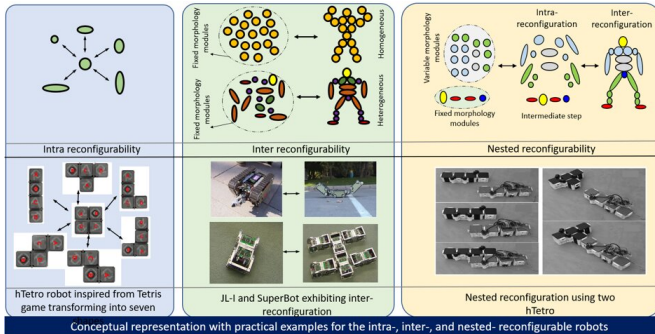 Intra-
reconfiguration
Inter-
reconfiguration
Fixed morphology
modules
Homogeneous
Fixed morphology
modules
Heterogeneous
Variable morphology
modules
Fixed morphology
modules
Intermediate step
Intra reconfigurability
Inter reconfigurability
Nested reconfigurability
hTetro robot inspired from Tetris
game transforming into seven
JL-I and SuperBot exhibiting inter-
reconfiguration
Nested reconfiguration using two
hTetro
Conceptual representation with practical examples for the intra-, inter-, and nested- reconfigurable robots